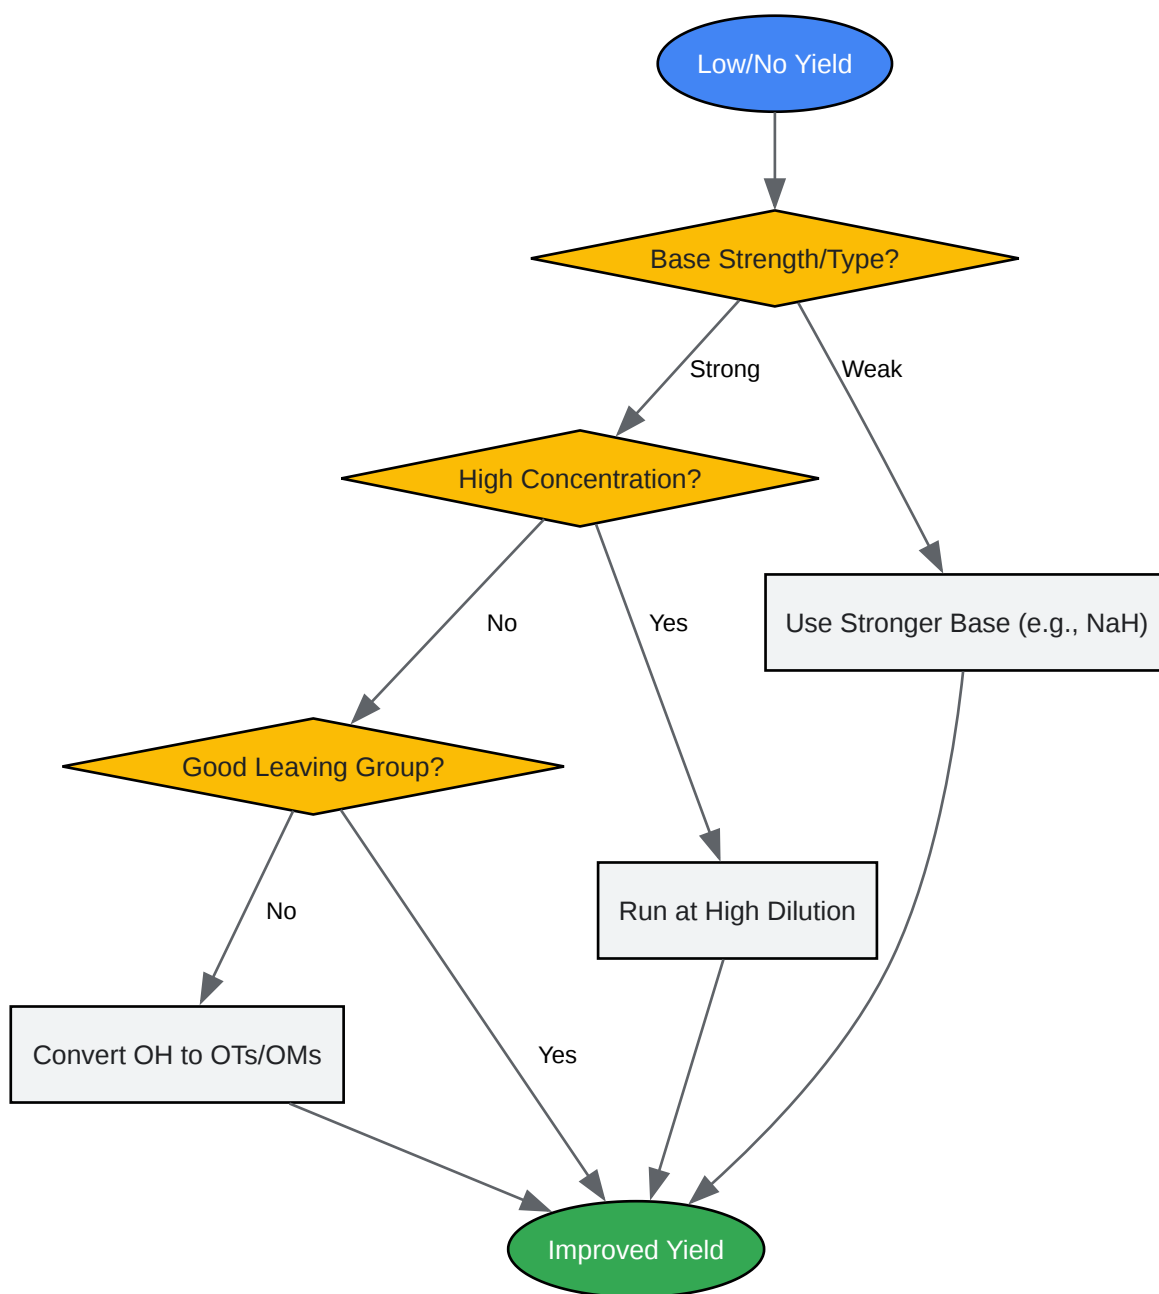 Low/No Yield
Base Strength/Type?
Strong
Weak
High Concentration?
No
Yes
Use Stronger Base (e.g., NaH)
Good Leaving Group?
No
Run at High Dilution
Convert OH to OTs/OMs
Yes
Improved Yield